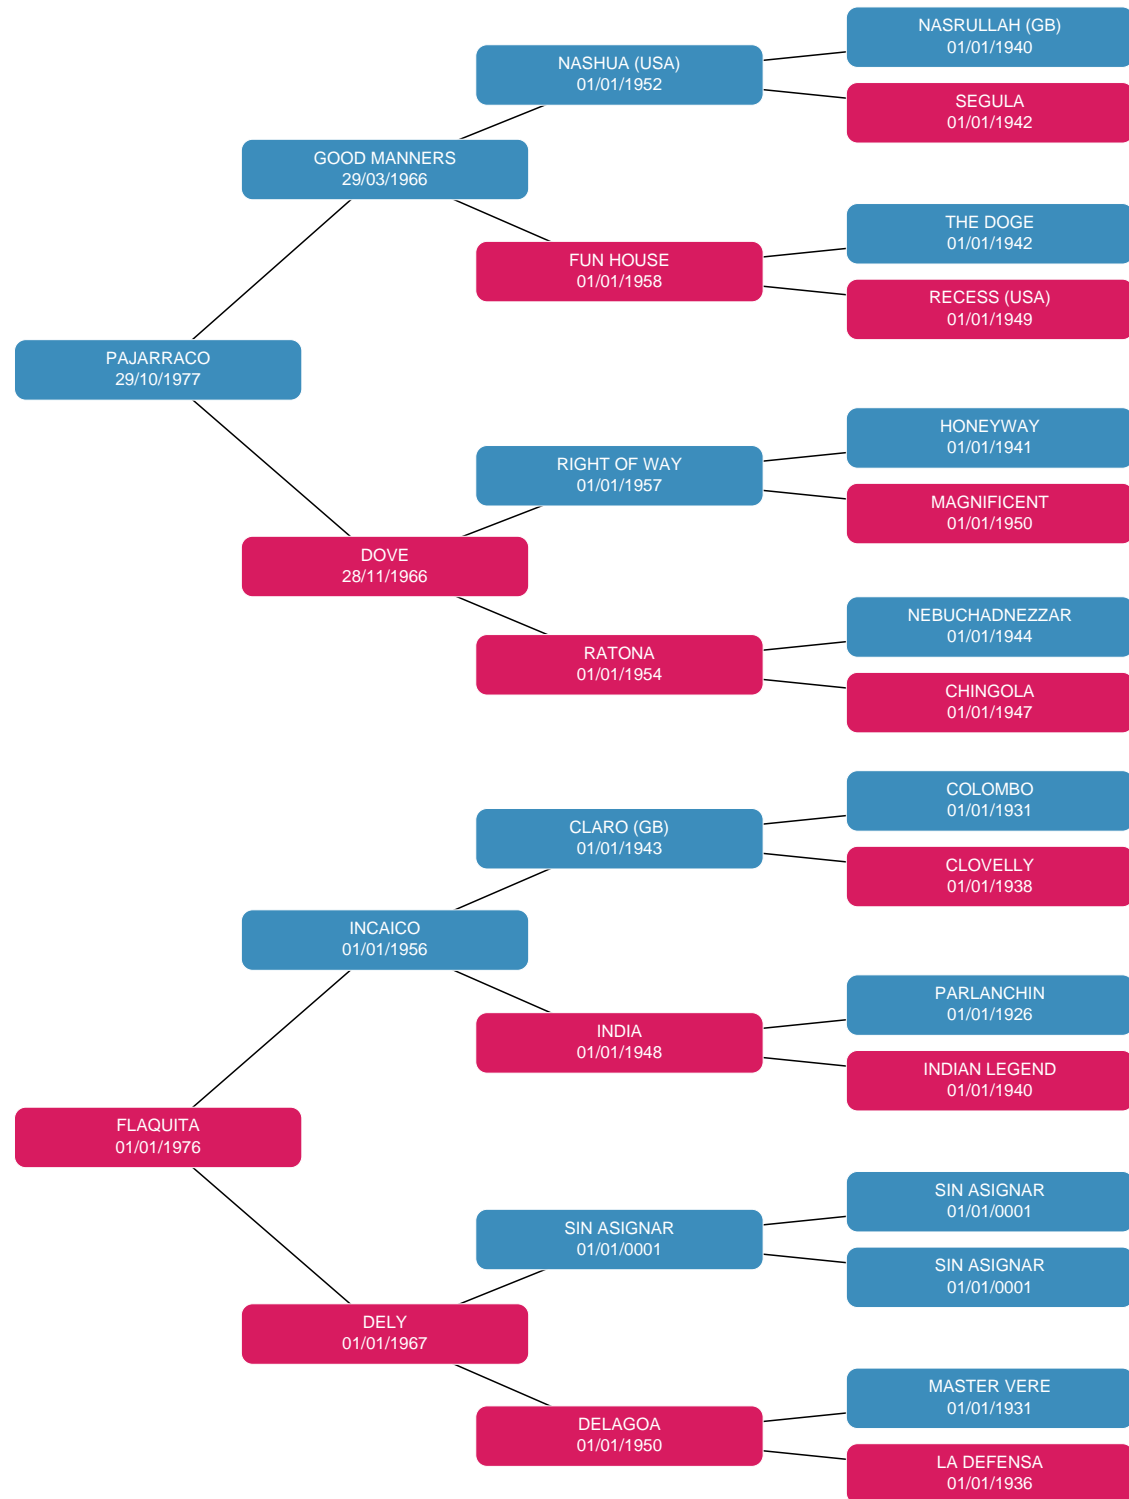 NASRULLAH (GB)
01/01/1940
NASHUA (USA)
01/01/1952
SEGULA
01/01/1942
GOOD MANNERS
29/03/1966
THE DOGE
01/01/1942
FUN HOUSE
01/01/1958
RECESS (USA)
01/01/1949
PAJARRACO
29/10/1977
HONEYWAY
01/01/1941
RIGHT OF WAY
01/01/1957
MAGNIFICENT
01/01/1950
DOVE
28/11/1966
NEBUCHADNEZZAR
01/01/1944
RATONA
01/01/1954
CHINGOLA
01/01/1947
COLOMBO
01/01/1931
CLARO (GB)
01/01/1943
CLOVELLY
01/01/1938
INCAICO
01/01/1956
PARLANCHIN
01/01/1926
INDIA
01/01/1948
INDIAN LEGEND
01/01/1940
FLAQUITA
01/01/1976
SIN ASIGNAR
01/01/0001
SIN ASIGNAR
01/01/0001
SIN ASIGNAR
01/01/0001
DELY
01/01/1967
MASTER VERE
01/01/1931
DELAGOA
01/01/1950
LA DEFENSA
01/01/1936